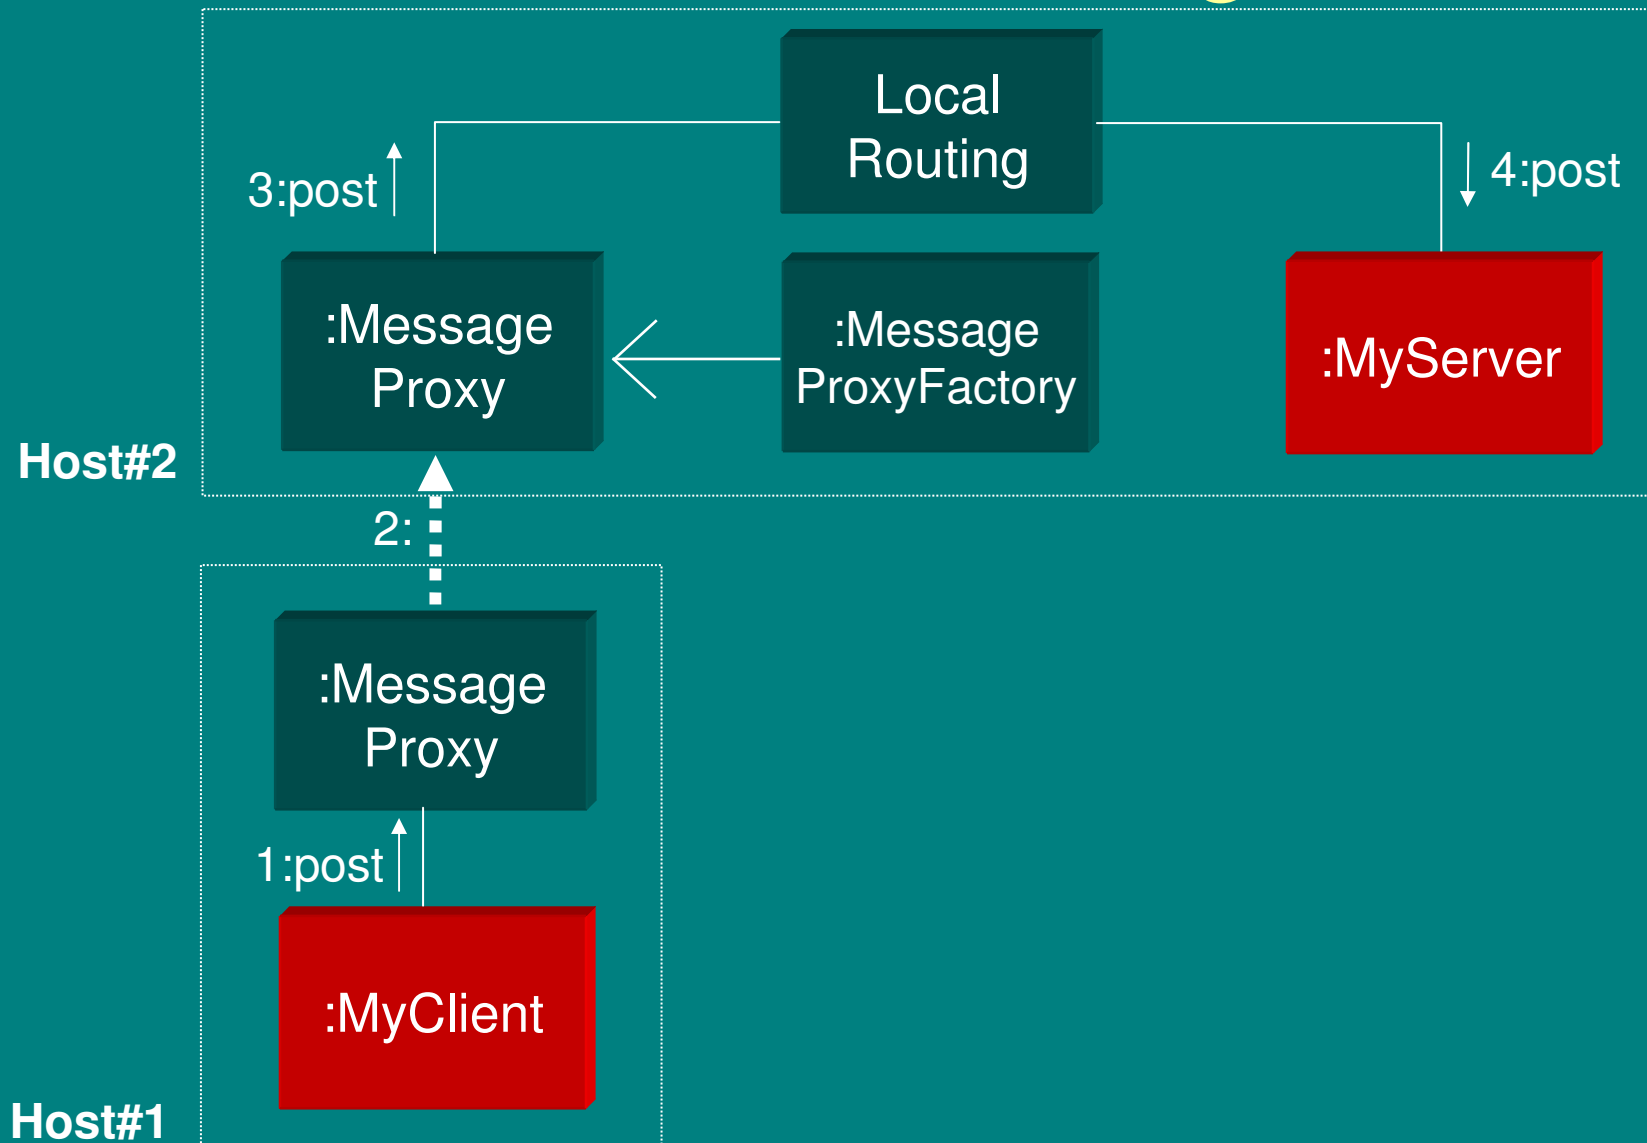 Local
Routing
3:post
4:post
:Message
Proxy
:Message
ProxyFactory
:MyServer
Host#2
2:
:Message
Proxy
1:post
:MyClient
Host#1